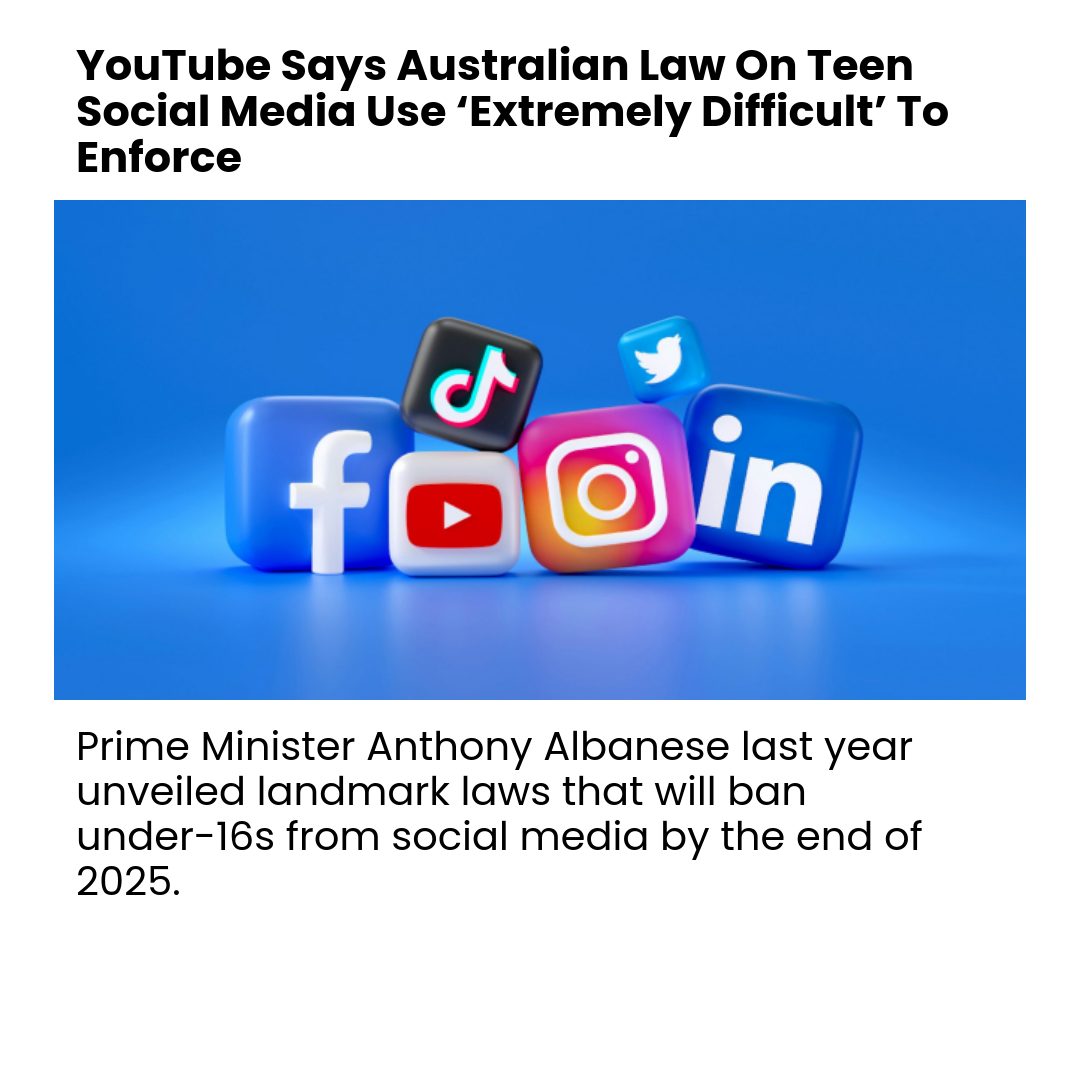 YouTube Says Australian Law On Teen
Social Media Use ‘Extremely Difficult’ To
Enforce
f
in
Prime Minister Anthony Albanese last year
unveiled landmark laws that will ban
under-16s from social media by the end of
2025.